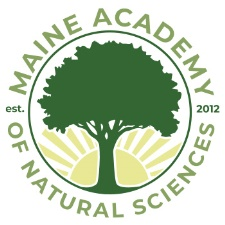 MAINE ACADEMY
est. 2012
OF NATURAL SCIENCES